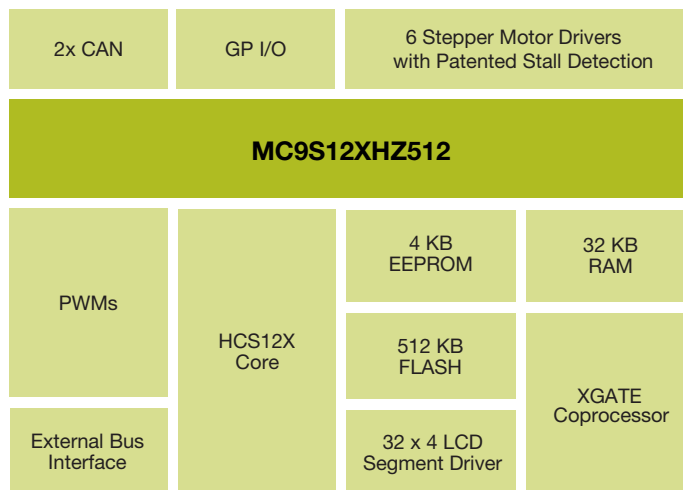 2x CAN
GP I/O
6 Stepper Motor Drivers
with Patented Stall Detection
MC9S12XHZ512
PWMs
External Bus
Interface
HCS12X
Core
4 KB
EEPROM
512 KB
FLASH
32 x 4 LCD
Segment Driver
32 KB
RAM
XGATE
Coprocessor